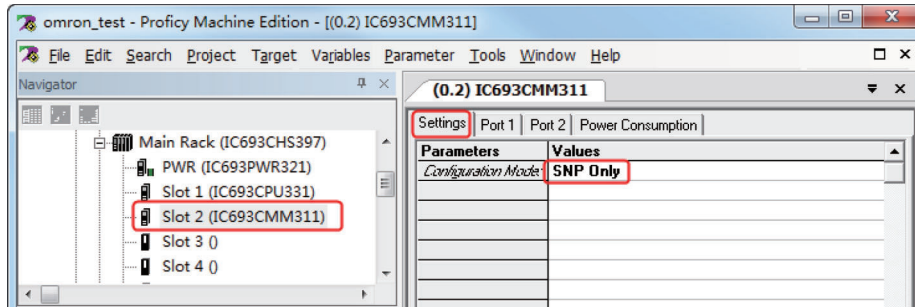 omron_test - Proficy Machine Edition - [(0.2) IC693CMM311]
File Edit Search Project Target Variables Parameter Tools Window Help
Navigator
Main Rack (IC693CHS397)
PWR (IC693PWR321)
Slot 1 (IC693CPU331)
Slot 2 (IC693CMM311)
Slot 3 ()
Slot 4 ()
(0.2) IC693CMM311
Settings Port 1 Port 2 Power Consumption
Parameters Values
Configuration Mode: SNP Only